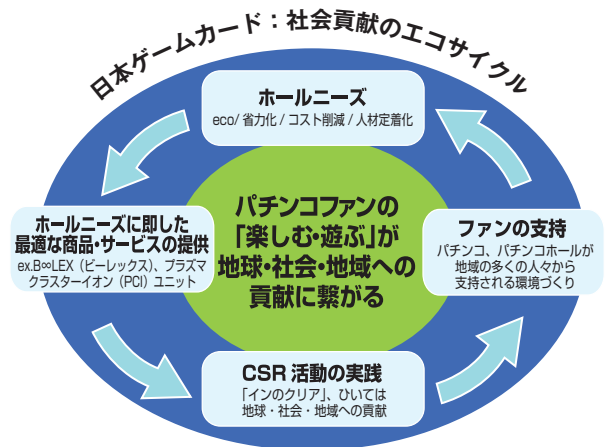 日本ゲームカード：社会貢献のエコサイクル
ホールニーズ
eco/ 省力化 / コスト削減 / 人材定着化
ホールニーズに即した
最適な商品・サービスの提供
ex.B∞LEX（ビーレックス）、プラズマ
クラスターイオン（PCI）ユニット
パチンコファンの
「楽しむ・遊ぶ」が
地球・社会・地域への
貢献に繋がる
ファンの支持
パチンコ、パチンコホールが
地域の多くの人々から
支持される環境づくり
CSR 活動の実践
「インのクリア」、ひいては
地球・社会・地域への貢献